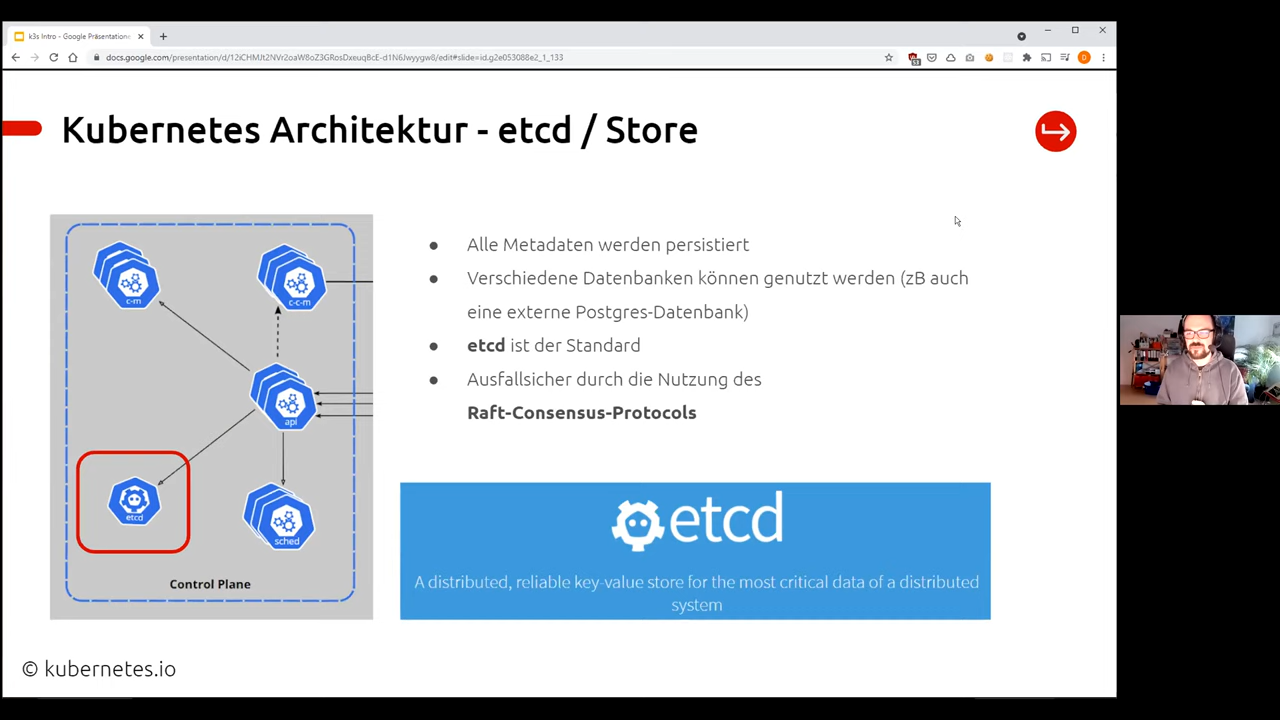 k3s Intro - Google Präsentationen
docs.google.com/presentation/d/12iCHMJt2NVr2oaW8oZ3GRosDxeuqBcE-d1N6Jwyygw8/edit#slide=id.g2e053088e2_1_133
Kubernetes Architektur - etcd / Store
c-m
c-c-m
api
etcd
sched
Control Plane
● Alle Metadaten werden persistiert
● Verschiedene Datenbanken können genutzt werden (zB auch
eine externe Postgres-Datenbank)
● etcd ist der Standard
● Ausfallsicher durch die Nutzung des
Raft-Consensus-Protocols
etcd
A distributed, reliable key-value store for the most critical data of a distributed
system
© kubernetes.io